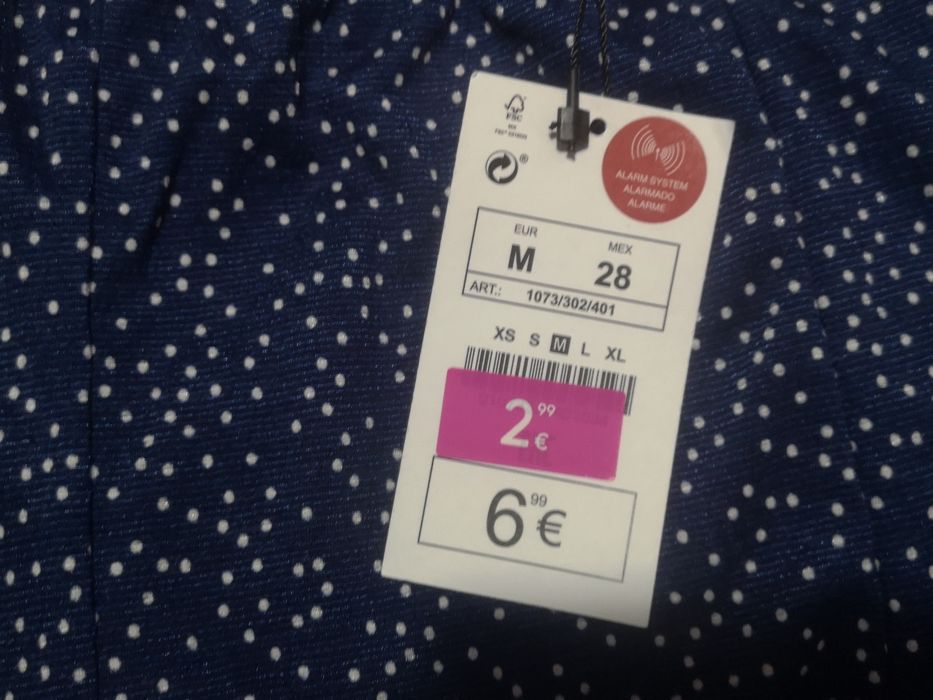 FSC
®
ALARM SYSTEM
ALARMADO
ALARME
EUR MEX
M 28
ART.: 1073/302/401
XS S M L XL
2 99 €
6 99 €